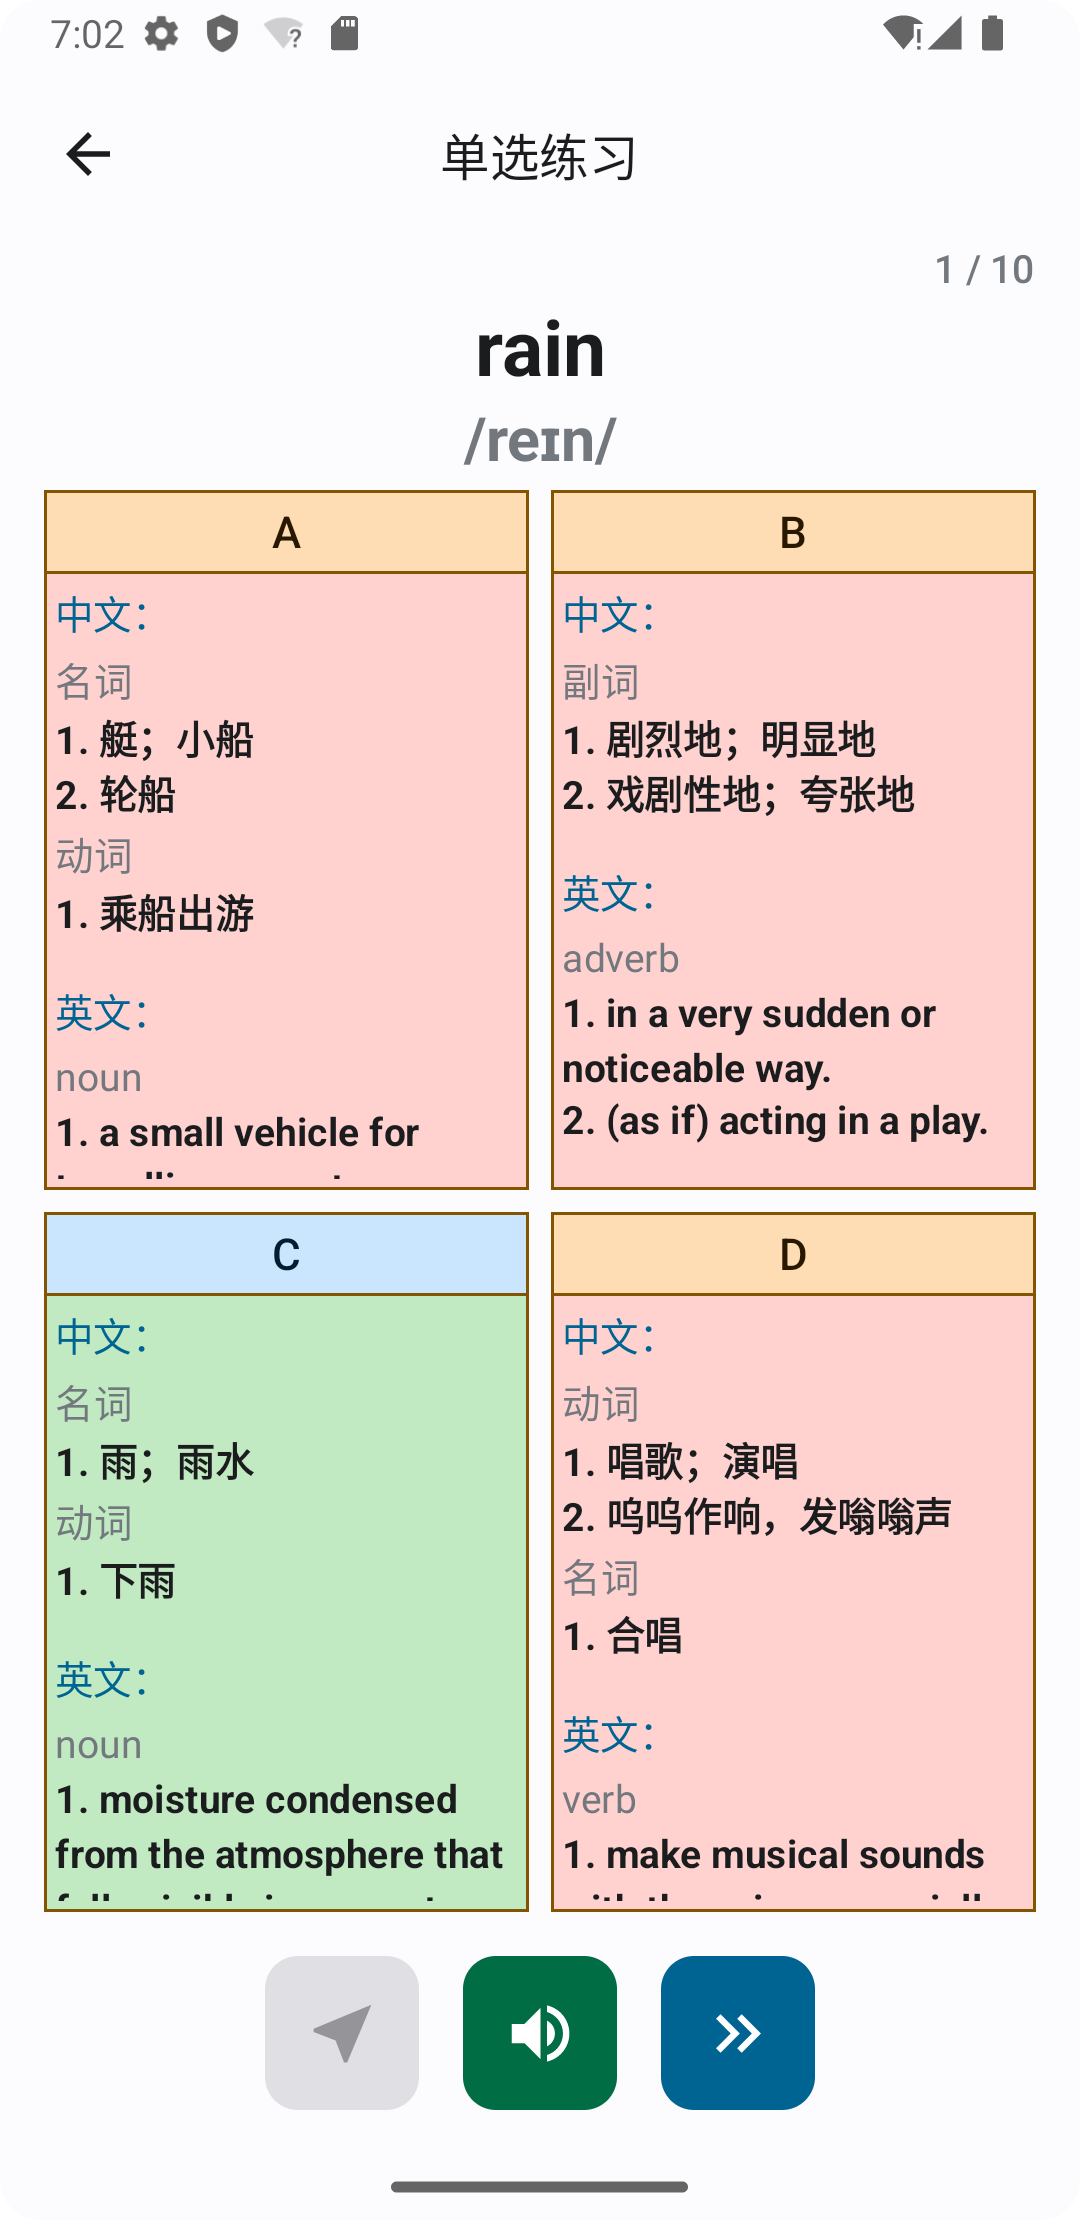 7:02
单选练习
1 / 10
rain
/reɪn/
A
中文：
名词
1. 艇；小船
2. 轮船
动词
1. 乘船出游
英文：
noun
1. a small vehicle for
B
中文：
副词
1. 剧烈地；明显地
2. 戏剧性地；夸张地
英文：
adverb
1. in a very sudden or
noticeable way.
2. (as if) acting in a play.
C
中文：
名词
1. 雨；雨水
动词
1. 下雨
英文：
noun
1. moisture condensed
from the atmosphere that
D
中文：
动词
1. 唱歌；演唱
2. 呜呜作响，发嗡嗡声
名词
1. 合唱
英文：
verb
1. make musical sounds